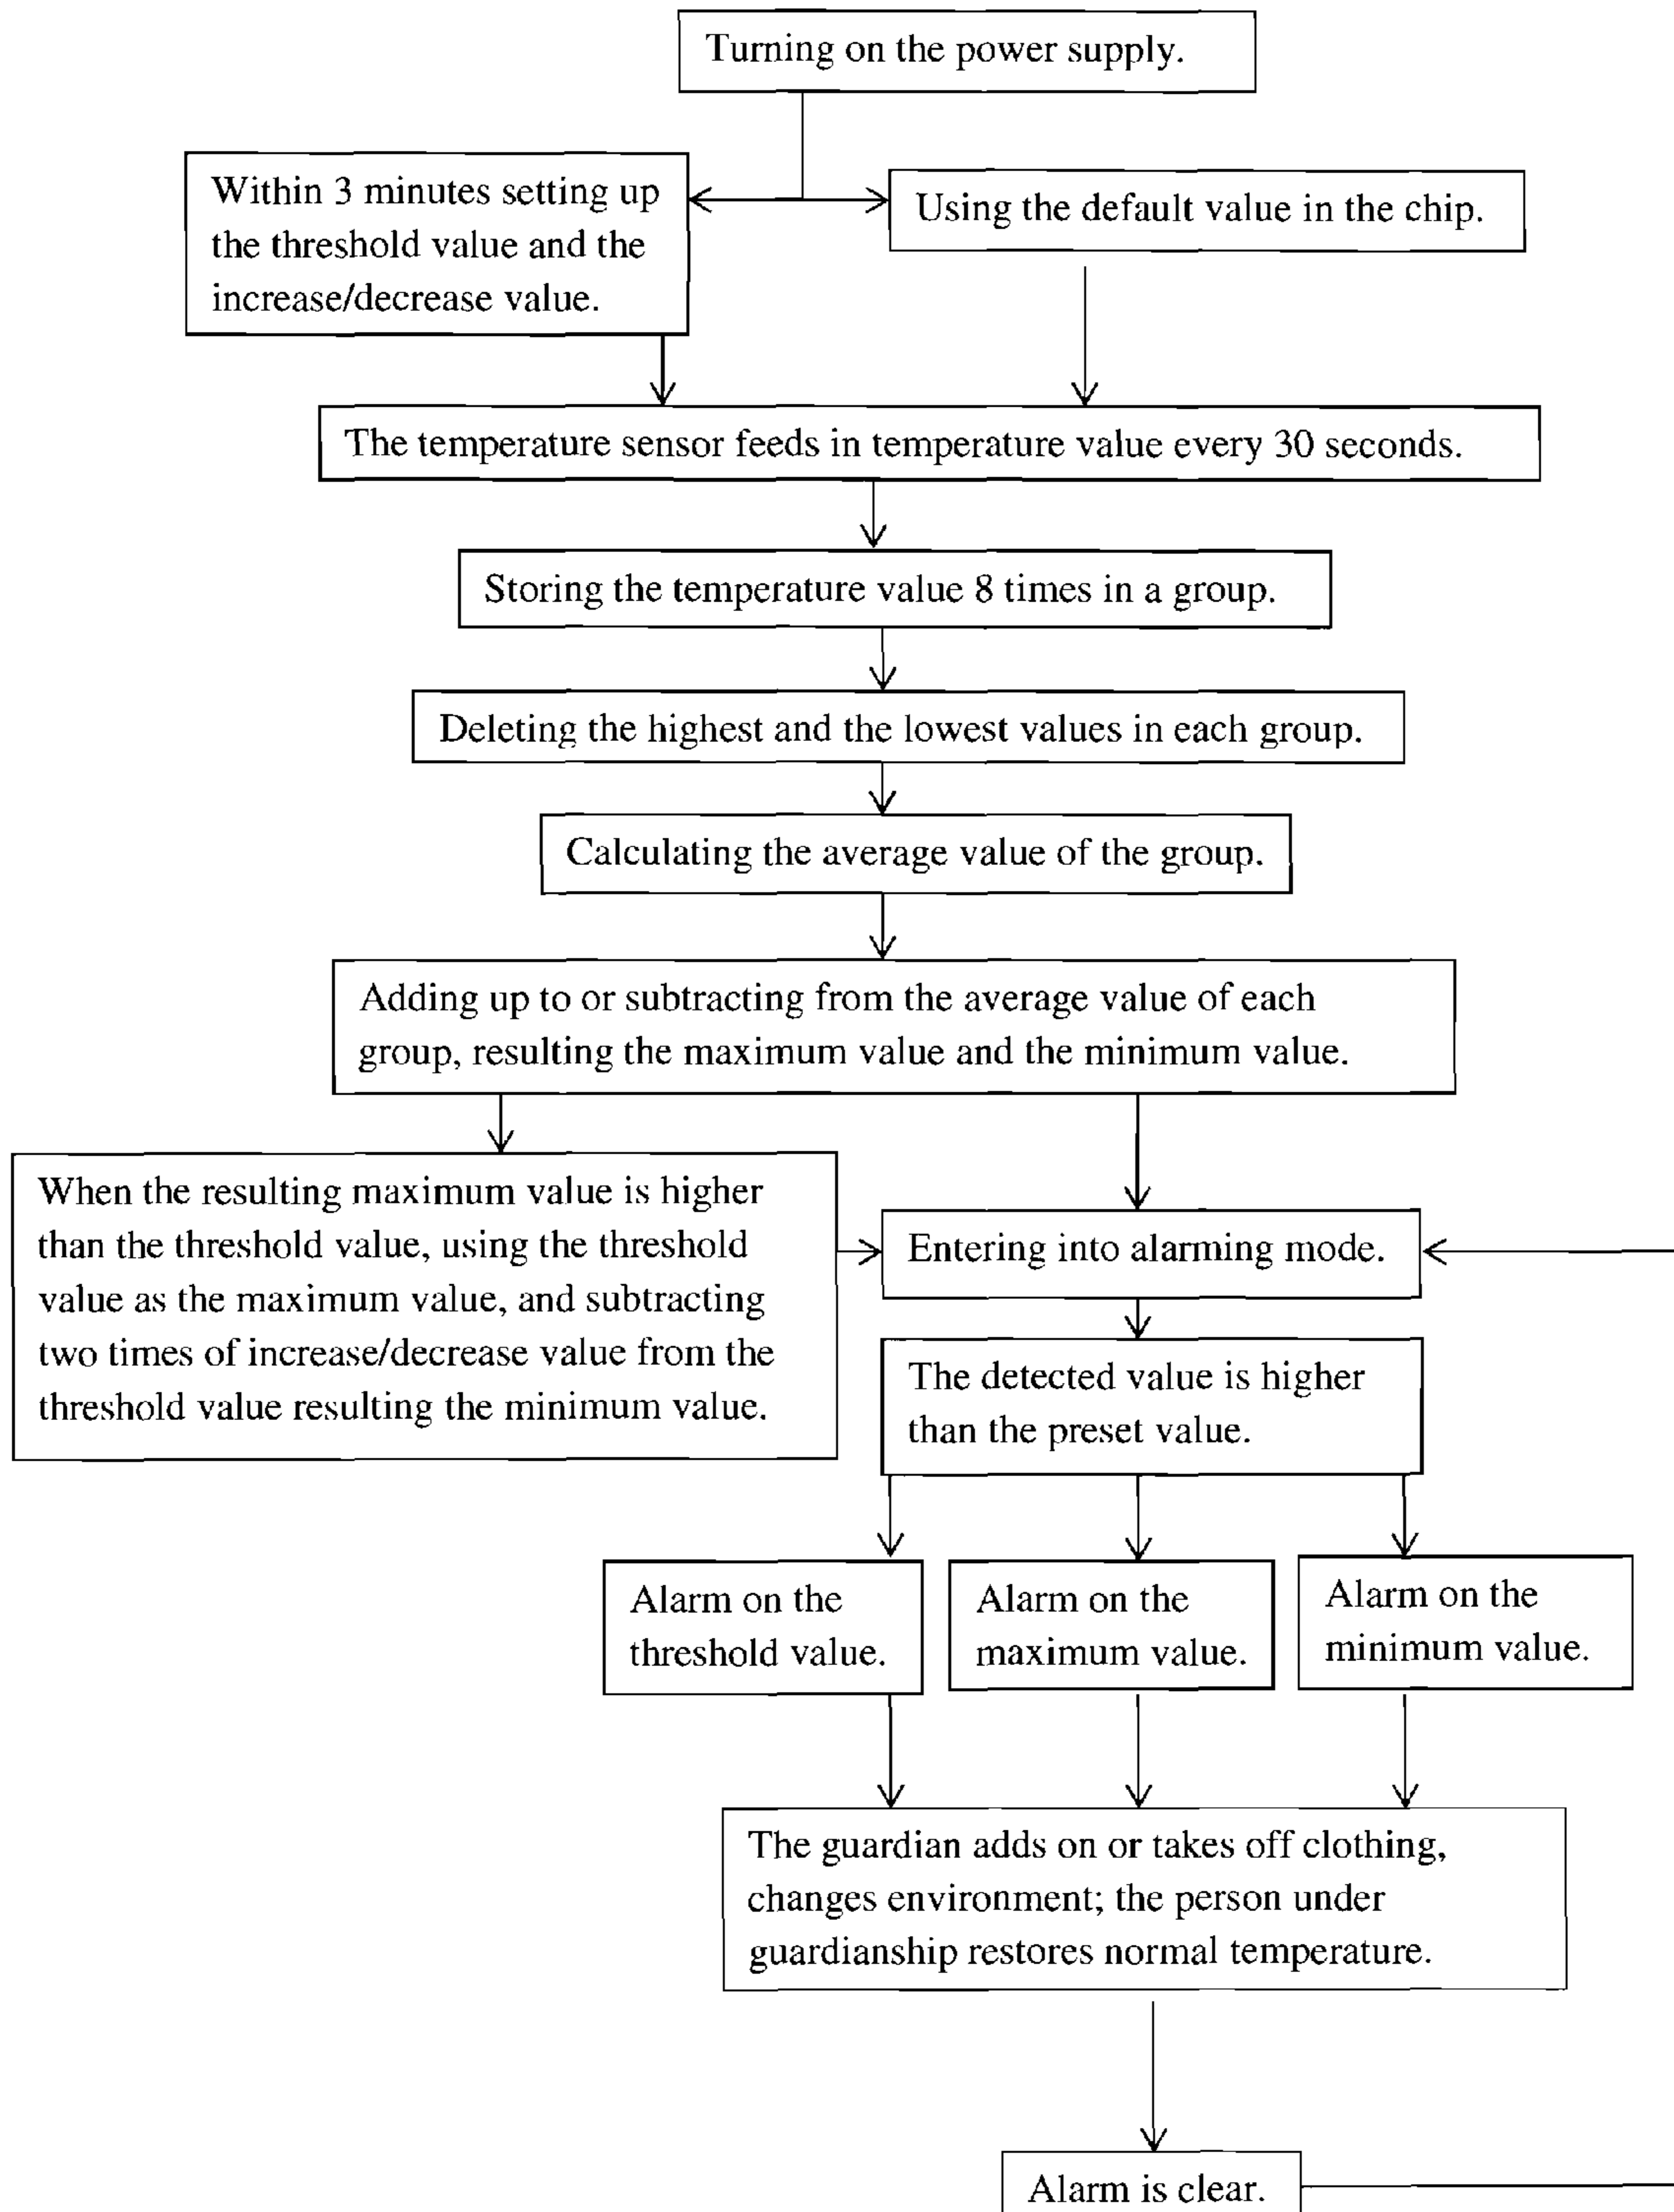 Turning on the power supply.
Within 3 minutes setting up
the threshold value and the
increase/decrease value.
Using the default value in the chip.
The temperature sensor feeds in temperature value every 30 seconds.
Storing the temperature value 8 times in a group.
Deleting the highest and the lowest values in each group.
Calculating the average value of the group.
Adding up to or subtracting from the average value of each
group, resulting the maximum value and the minimum value.
When the resulting maximum value is higher
than the threshold value, using the threshold
value as the maximum value, and subtracting
two times of increase/decrease value from the
threshold value resulting the minimum value.
Entering into alarming mode.
The detected value is higher
than the preset value.
Alarm on the
threshold value.
Alarm on the
maximum value.
Alarm on the
minimum value.
The guardian adds on or takes off clothing,
changes environment; the person under
guardianship restores normal temperature.
Alarm is clear.